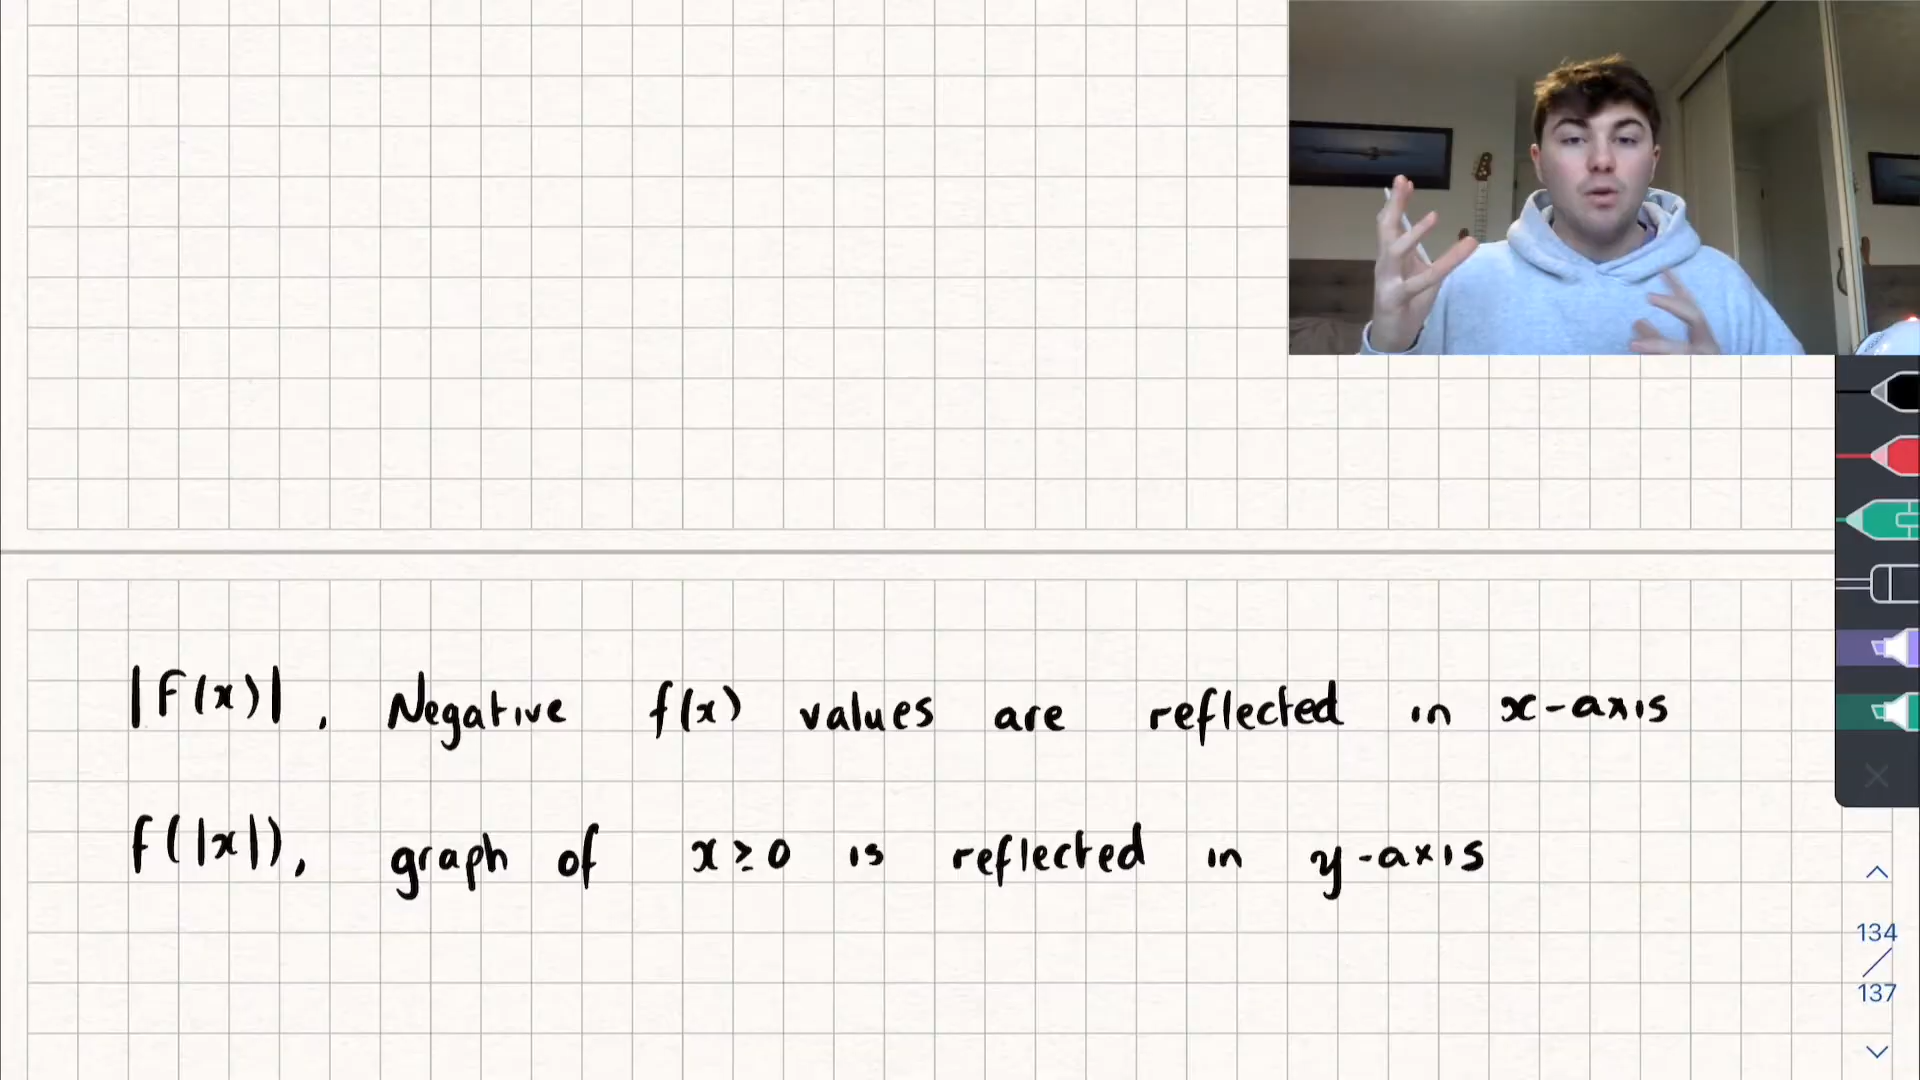 |f(x)|, Negative f(x) values are reflected in x-axis
f(|x|), graph of x ≥ 0 is reflected in y-axis
134
/
137